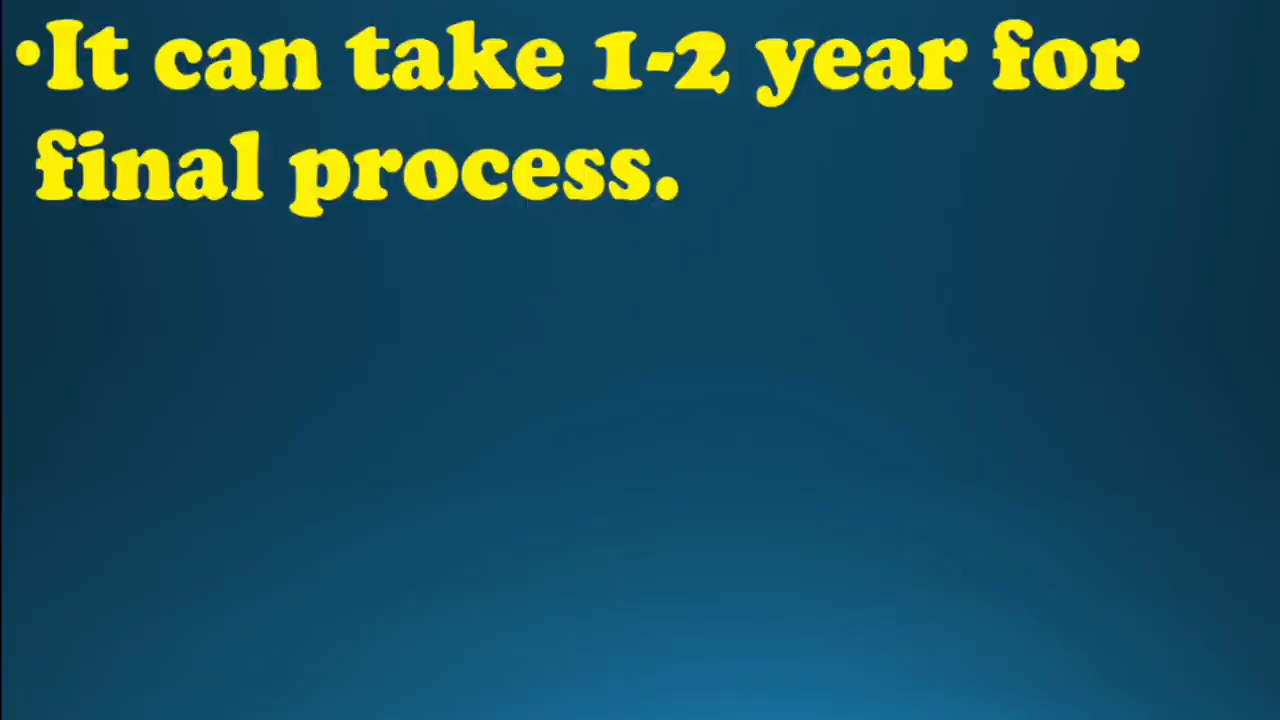 •It can take 1-2 year for
final process.